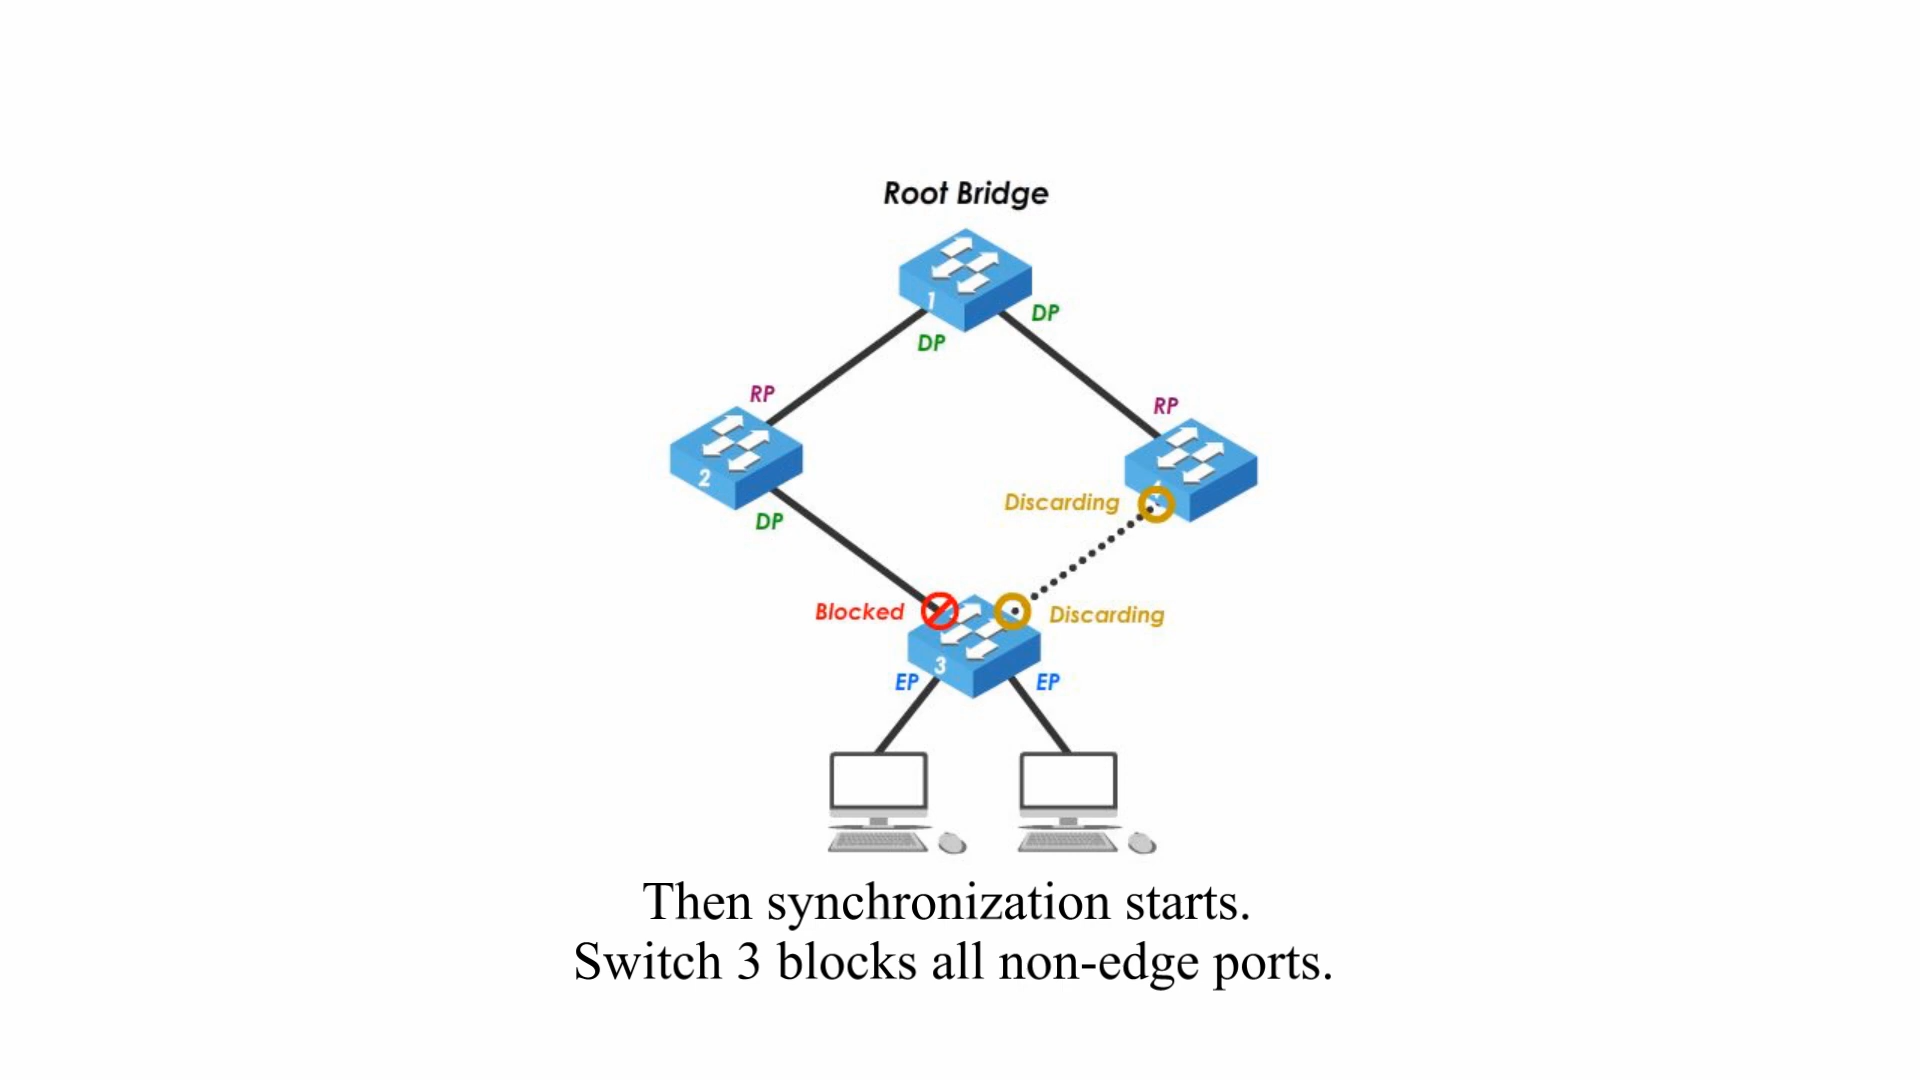 Root Bridge
1
DP
DP
RP
RP
2
Discarding
DP
Blocked
Discarding
3
EP
EP
Then synchronization starts.
Switch 3 blocks all non-edge ports.